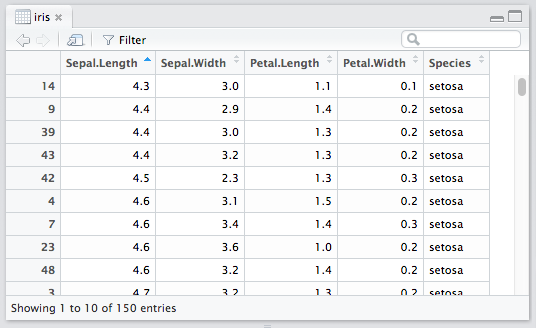 iris
Filter
Sepal.Length Sepal.Width Petal.Length Petal.Width Species
14 4.3 3.0 1.1 0.1 setosa
9 4.4 2.9 1.4 0.2 setosa
39 4.4 3.0 1.3 0.2 setosa
43 4.4 3.2 1.3 0.2 setosa
42 4.5 2.3 1.3 0.3 setosa
4 4.6 3.1 1.5 0.2 setosa
7 4.6 3.4 1.4 0.3 setosa
23 4.6 3.6 1.0 0.2 setosa
48 4.6 3.2 1.4 0.2 setosa
3 4.7 3.2 1.3 0.2 setosa
Showing 1 to 10 of 150 entries